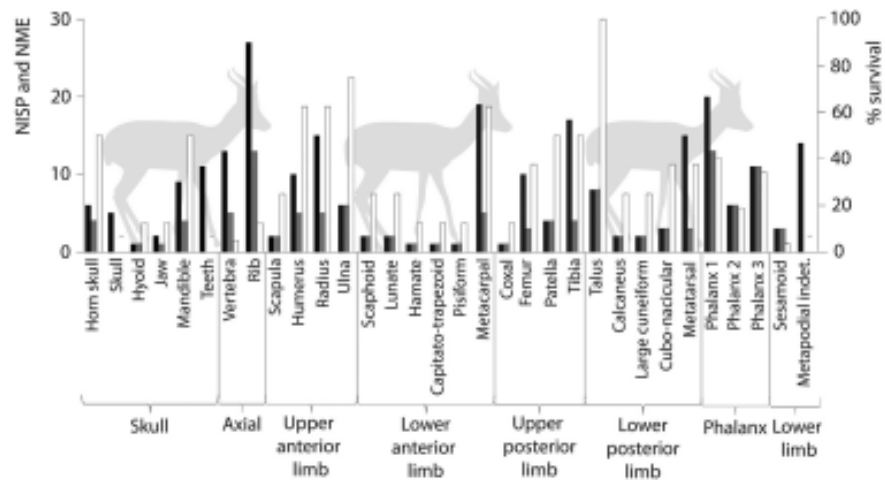 NISP and NME
30
20
10
0
% survival
100
80
60
40
20
0
Horn skull
Skull
Hyoid
Jaw
Mandible
Teeth
Vertebra
Rib
Scapula
Humerus
Radius
Ulna
Scaphoid
Lunate
Hamate
Capitato-trapezoid
Pisiform
Metacarpal
Coxal
Femur
Patella
Tibia
Talus
Calcaneus
Large cuneiform
Cubo-nacicular
Metatarsal
Phalanx 1
Phalanx 2
Phalanx 3
Sesamoid
Metapodial indet.
Skull
Axial
Upper
anterior
limb
Lower
anterior
limb
Upper
posterior
limb
Lower
posterior
limb
Phalanx
Lower
limb